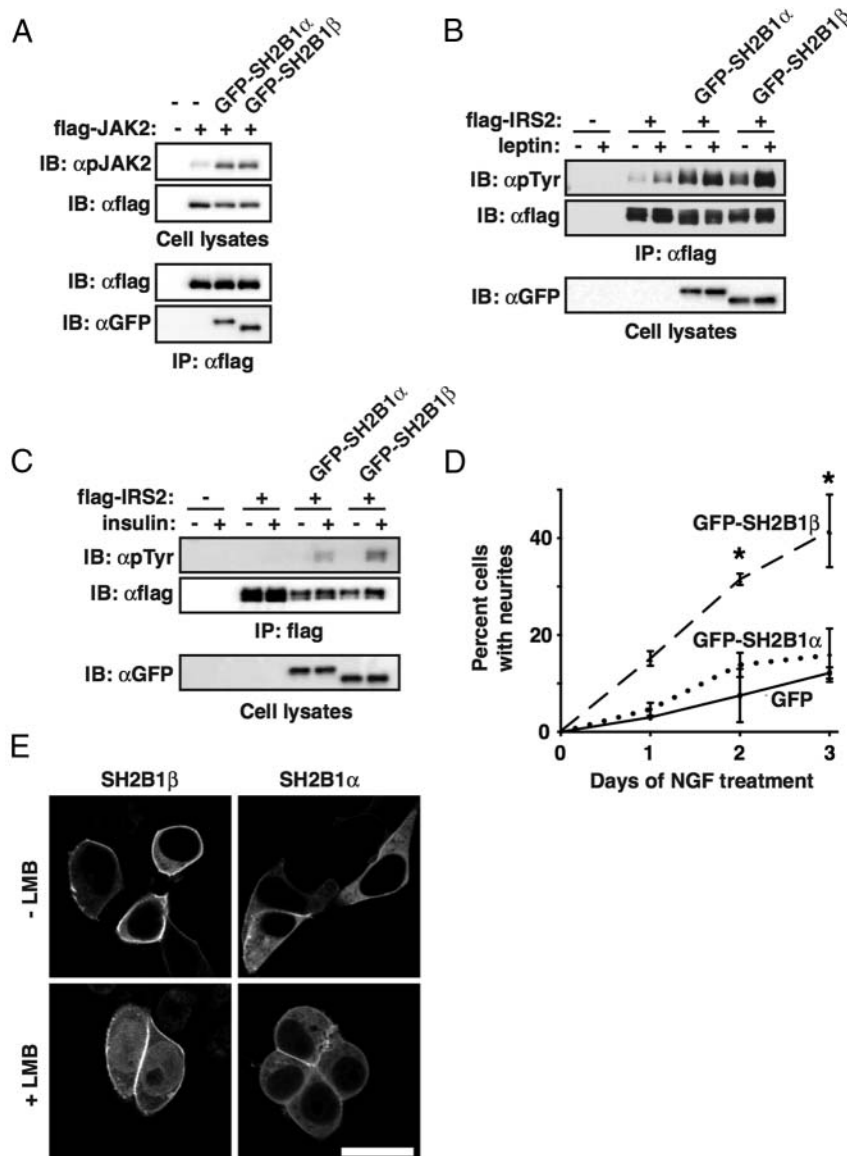 A
- - GFP-SH2B1α GFP-SH2B1β
flag-JAK2: - + + +
IB: αpJAK2
IB: αflag
Cell lysates
IB: αflag
IB: αGFP
IP: αflag
B
GFP-SH2B1α GFP-SH2B1β
flag-IRS2: - + + +
leptin: - + - + - + - +
IB: αpTyr
IB: αflag
IP: αflag
IB: αGFP
Cell lysates
C
GFP-SH2B1α GFP-SH2B1β
flag-IRS2: - + + +
insulin: - + - + - + - +
IB: αpTyr
IB: αflag
IP: flag
IB: αGFP
Cell lysates
D
Percent cells
with neurites
40
20
0
GFP-SH2B1β
*
*
GFP-SH2B1α
GFP
0 1 2 3
Days of NGF treatment
E
SH2B1β SH2B1α
- LMB
+ LMB